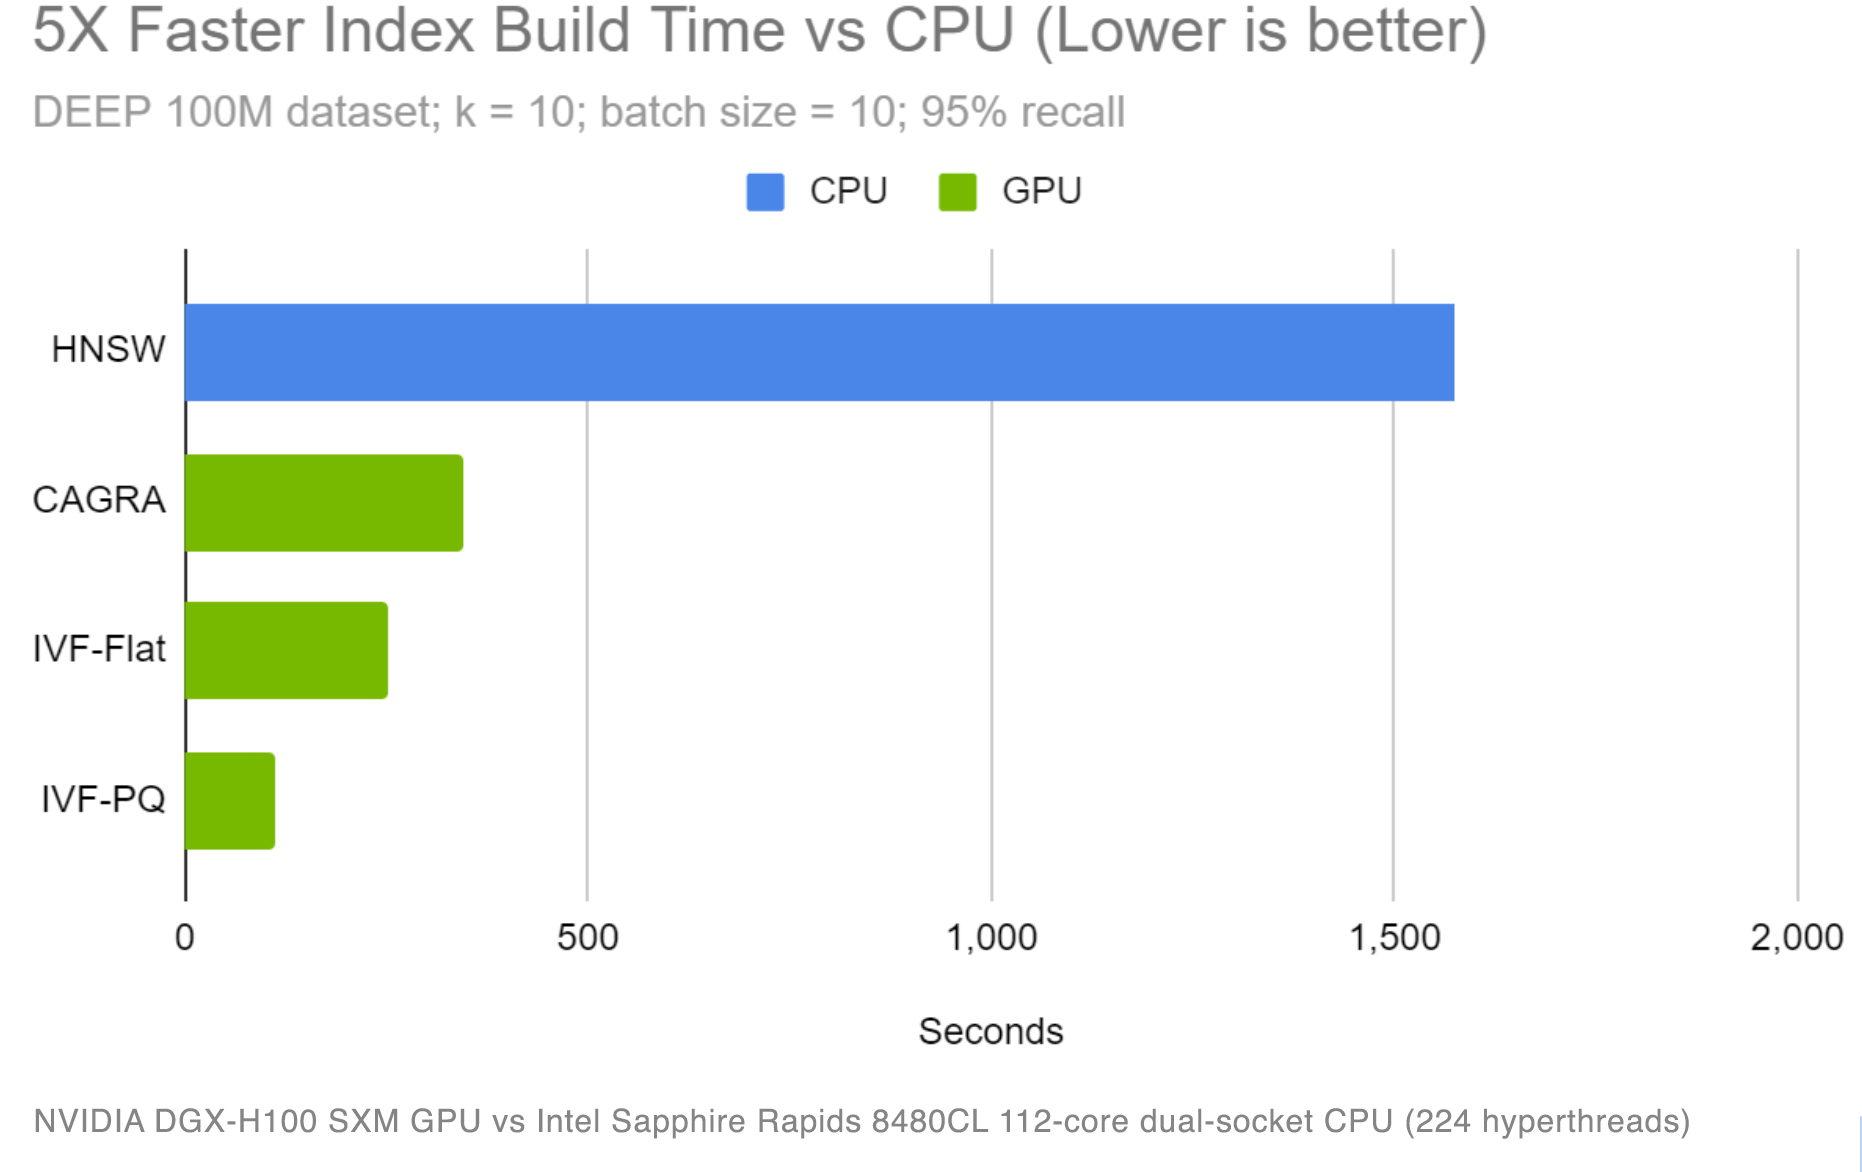 5X Faster Index Build Time vs CPU (Lower is better)
DEEP 100M dataset; k = 10; batch size = 10; 95% recall
CPU GPU
HNSW
CAGRA
IVF-Flat
IVF-PQ
0 500 1,000 1,500 2,000
Seconds
NVIDIA DGX-H100 SXM GPU vs Intel Sapphire Rapids 8480CL 112-core dual-socket CPU (224 hyperthreads)